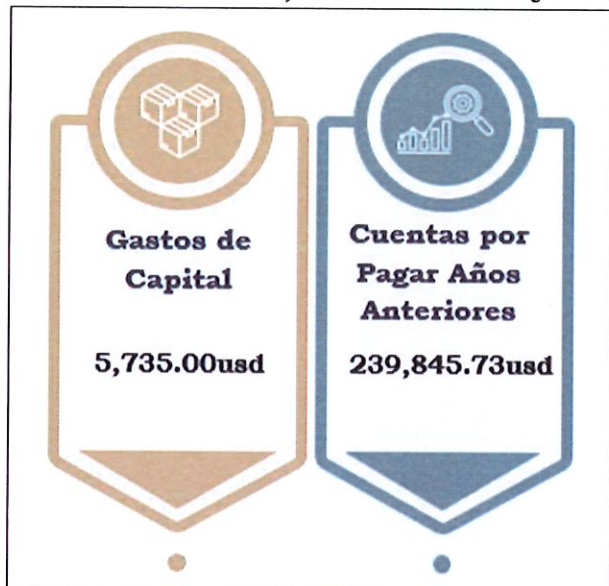 Gastos de
Capital
5,735.00usd
Cuentas por
Pagar Años
Anteriores
239,845.73usd